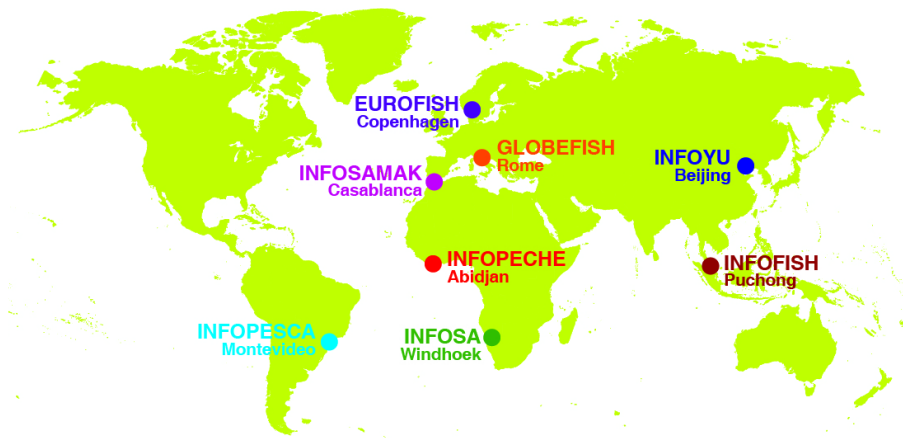 EUROFISH
Copenhagen
GLOBEFISH
Rome
INFOYU
Beijing
INFOSAMAK
Casablanca
INFOPECHE
Abidjan
INFOFISH
Puchong
INFOPESCA
Montevideo
INFOSA
Windhoek